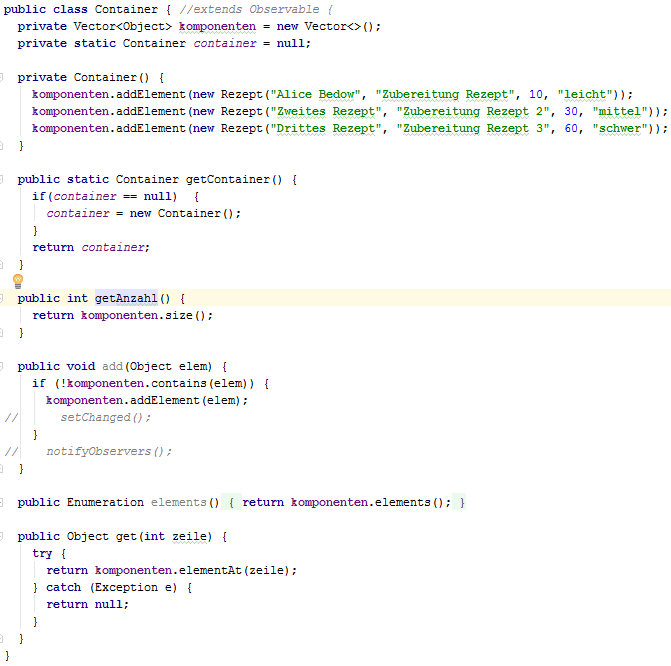 public class Container { //extends Observable {
  private Vector<Object> komponenten = new Vector<>();
  private static Container container = null;
  private Container() {
    komponenten.addElement(new Rezept("Alice Bedow", "Zubereitung Rezept", 10, "leicht"));
    komponenten.addElement(new Rezept("Zweites Rezept", "Zubereitung Rezept 2", 30, "mittel"));
    komponenten.addElement(new Rezept("Drittes Rezept", "Zubereitung Rezept 3", 60, "schwer"));
  }
  public static Container getContainer() {
    if(container == null)  {
      container = new Container();
    }
    return container;
  }
  public int getAnzahl() {
    return komponenten.size();
  }
  public void add(Object elem) {
    if (!komponenten.contains(elem)) {
      komponenten.addElement(elem);
//      setChanged();
    }
//    notifyObservers();
  }
  public Enumeration elements() { return komponenten.elements(); }
  public Object get(int zeile) {
    try {
      return komponenten.elementAt(zeile);
    } catch (Exception e) {
      return null;
    }
  }
}